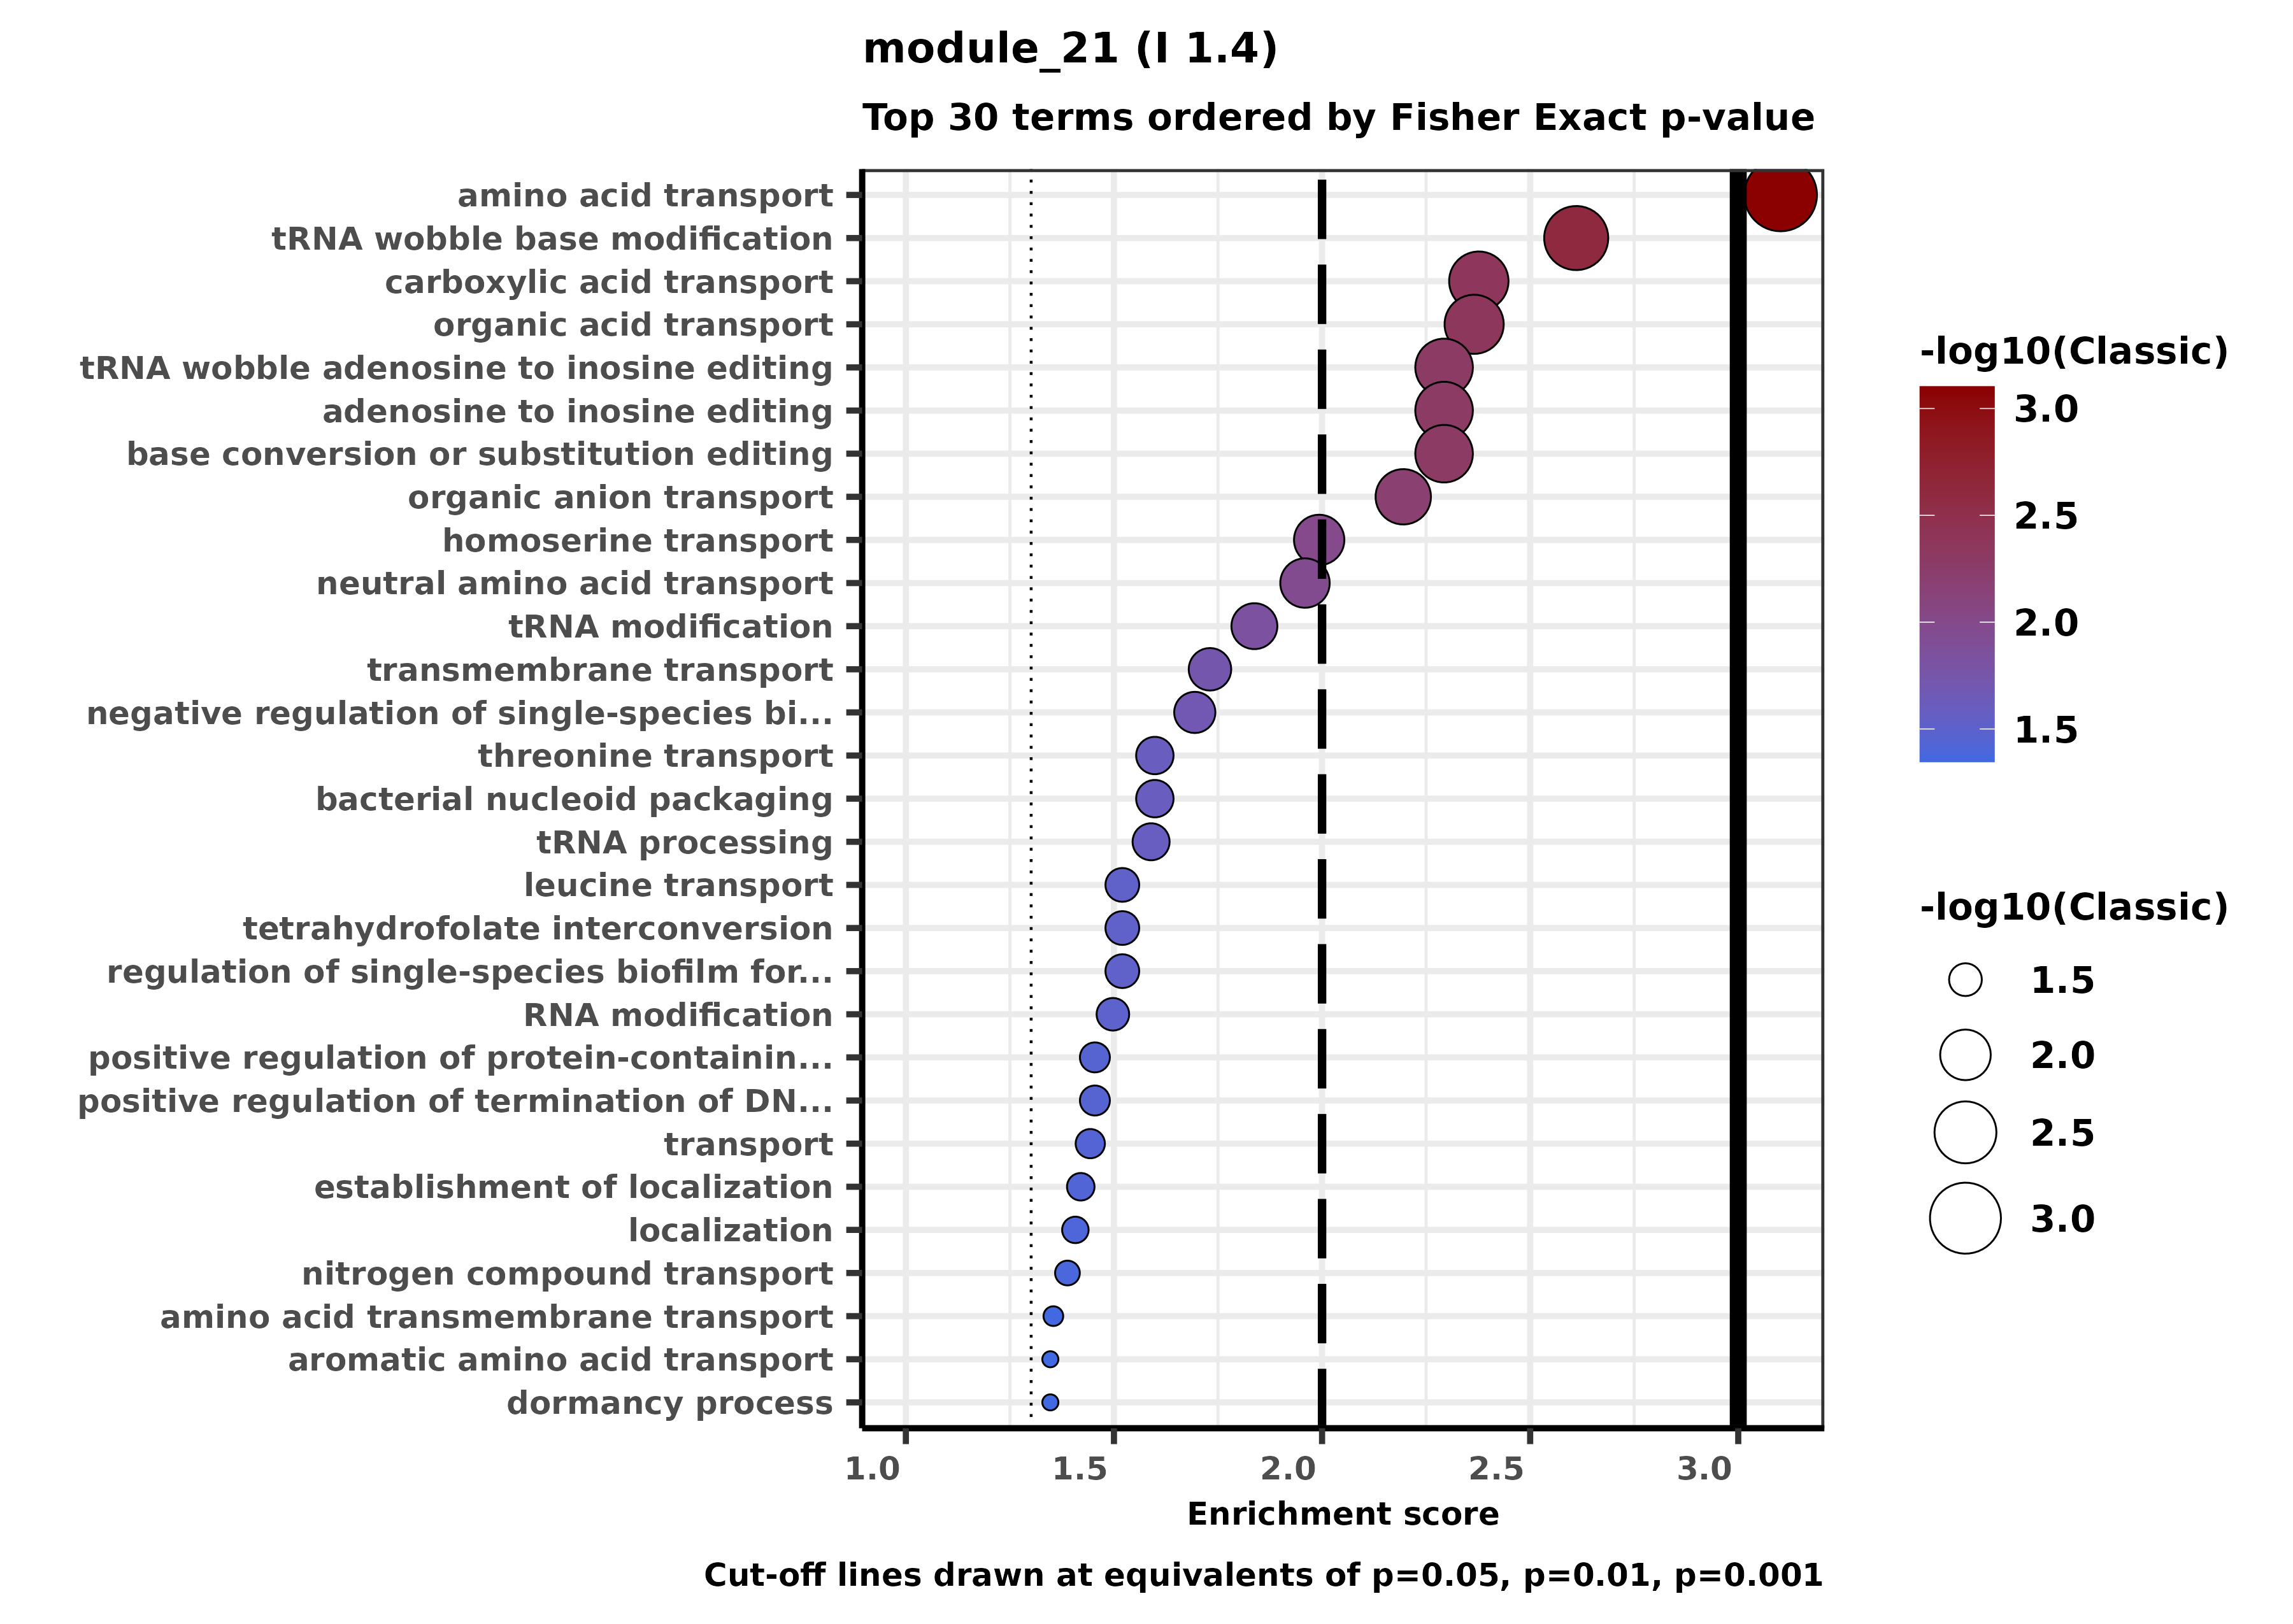 module_21 (I 1.4)
Top 30 terms ordered by Fisher Exact p-value
amino acid transport
tRNA wobble base modification
carboxylic acid transport
organic acid transport
tRNA wobble adenosine to inosine editing
adenosine to inosine editing
base conversion or substitution editing
organic anion transport
homoserine transport
neutral amino acid transport
tRNA modification
transmembrane transport
negative regulation of single-species bi...
threonine transport
bacterial nucleoid packaging
tRNA processing
leucine transport
tetrahydrofolate interconversion
regulation of single-species biofilm for...
RNA modification
positive regulation of protein-containin...
positive regulation of termination of DN...
transport
establishment of localization
localization
nitrogen compound transport
amino acid transmembrane transport
aromatic amino acid transport
dormancy process
1.0 1.5 2.0 2.5 3.0
Enrichment score
Cut-off lines drawn at equivalents of p=0.05, p=0.01, p=0.001
-log10(Classic)
3.0
2.5
2.0
1.5
-log10(Classic)
1.5
2.0
2.5
3.0